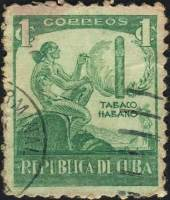 CORREOS
1 1
TABACO
HABANO
REPUBLICA DE CUBA